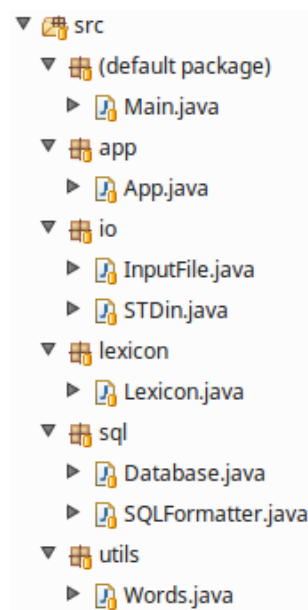 src
(default package)
Main.java
app
App.java
io
InputFile.java
STDin.java
lexicon
Lexicon.java
sql
Database.java
SQLFormatter.java
utils
Words.java